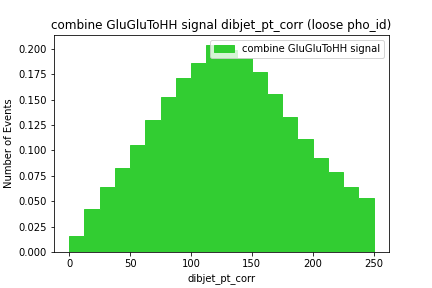 combine GluGluToHH signal dibjet_pt_corr (loose pho_id)
combine GluGluToHH signal
Number of Events
0.200
0.175
0.150
0.125
0.100
0.075
0.050
0.025
0.000
0 50 100 150 200 250
dibjet_pt_corr